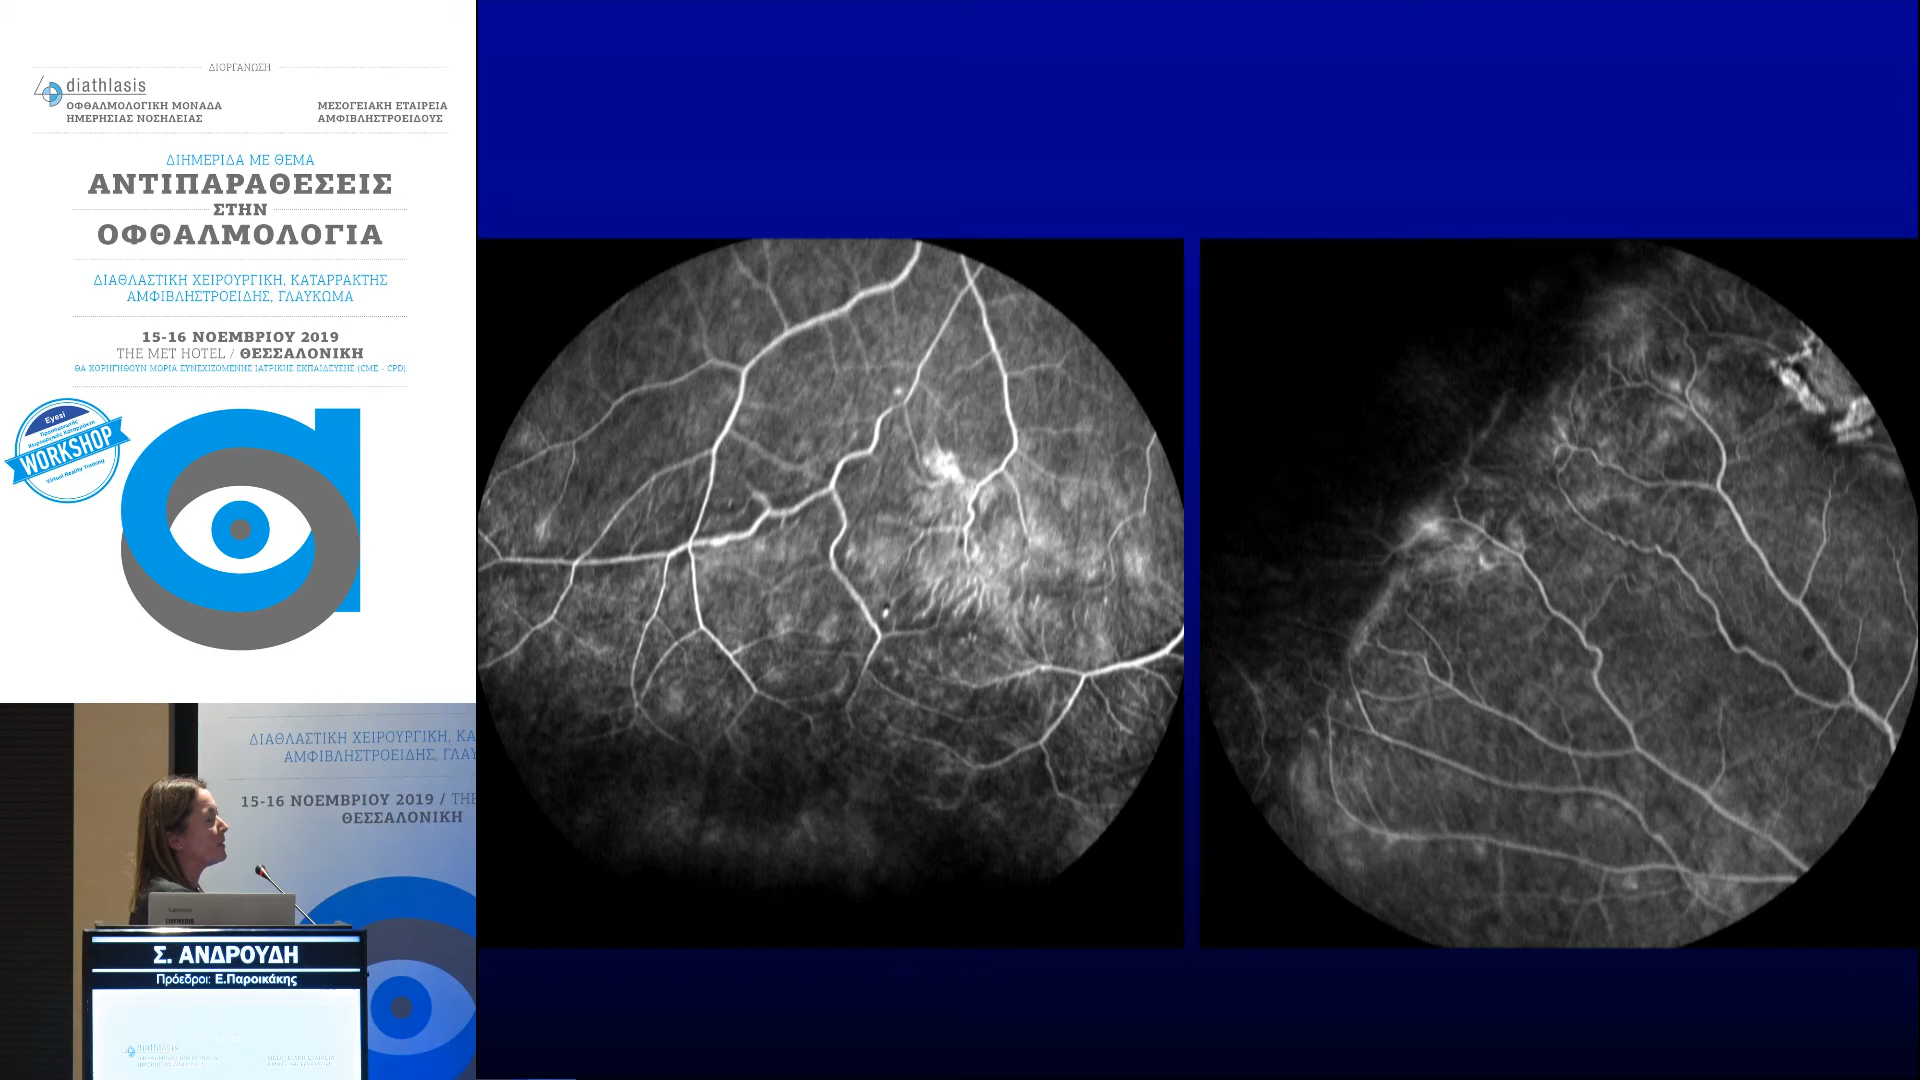 ΔΙΟΡΓΑΝΩΣΗ
diathlasis
ΟΦΘΑΛΜΟΛΟΓΙΚΗ ΜΟΝΑΔΑ
ΗΜΕΡΗΣΙΑΣ ΝΟΣΗΛΕΙΑΣ
ΜΕΣΟΓΕΙΑΚΗ ΕΤΑΙΡΕΙΑ
ΑΜΦΙΒΛΗΣΤΡΟΕΙΔΟΥΣ
ΔΙΗΜΕΡΙΔΑ ΜΕ ΘΕΜΑ
ΑΝΤΙΠΑΡΑΘΕΣΕΙΣ
ΣΤΗΝ
ΟΦΘΑΛΜΟΛΟΓΙΑ
ΔΙΑΘΛΑΣΤΙΚΗ ΧΕΙΡΟΥΡΓΙΚΗ, ΚΑΤΑΡΡΑΚΤΗΣ
ΑΜΦΙΒΛΗΣΤΡΟΕΙΔΗΣ, ΓΛΑΥΚΩΜΑ
15-16 ΝΟΕΜΒΡΙΟΥ 2019
THE MET HOTEL / ΘΕΣΣΑΛΟΝΙΚΗ
ΘΑ ΧΟΡΗΓΗΘΟΥΝ ΜΟΡΙΑ ΣΥΝΕΧΙΖΟΜΕΝΗΣ ΙΑΤΡΙΚΗΣ ΕΚΠΑΙΔΕΥΣΗΣ (CME - CPD)
Eyesi
WORKSHOP
Virtual Reality Training
ΔΙΑΘΛΑΣΤΙΚΗ ΧΕΙΡΟΥΡΓΙΚΗ, ΚΑ
ΑΜΦΙΒΛΗΣΤΡΟΕΙΔΗΣ, ΓΛΑΥ
15-16 ΝΟΕΜΒΡΙΟΥ 2019 / THE
ΘΕΣΣΑΛΟΝΙΚΗ
Σ. ΑΝΔΡΟΥΔΗ
Πρόεδροι: Ε.Παροικάκης
diathlasis